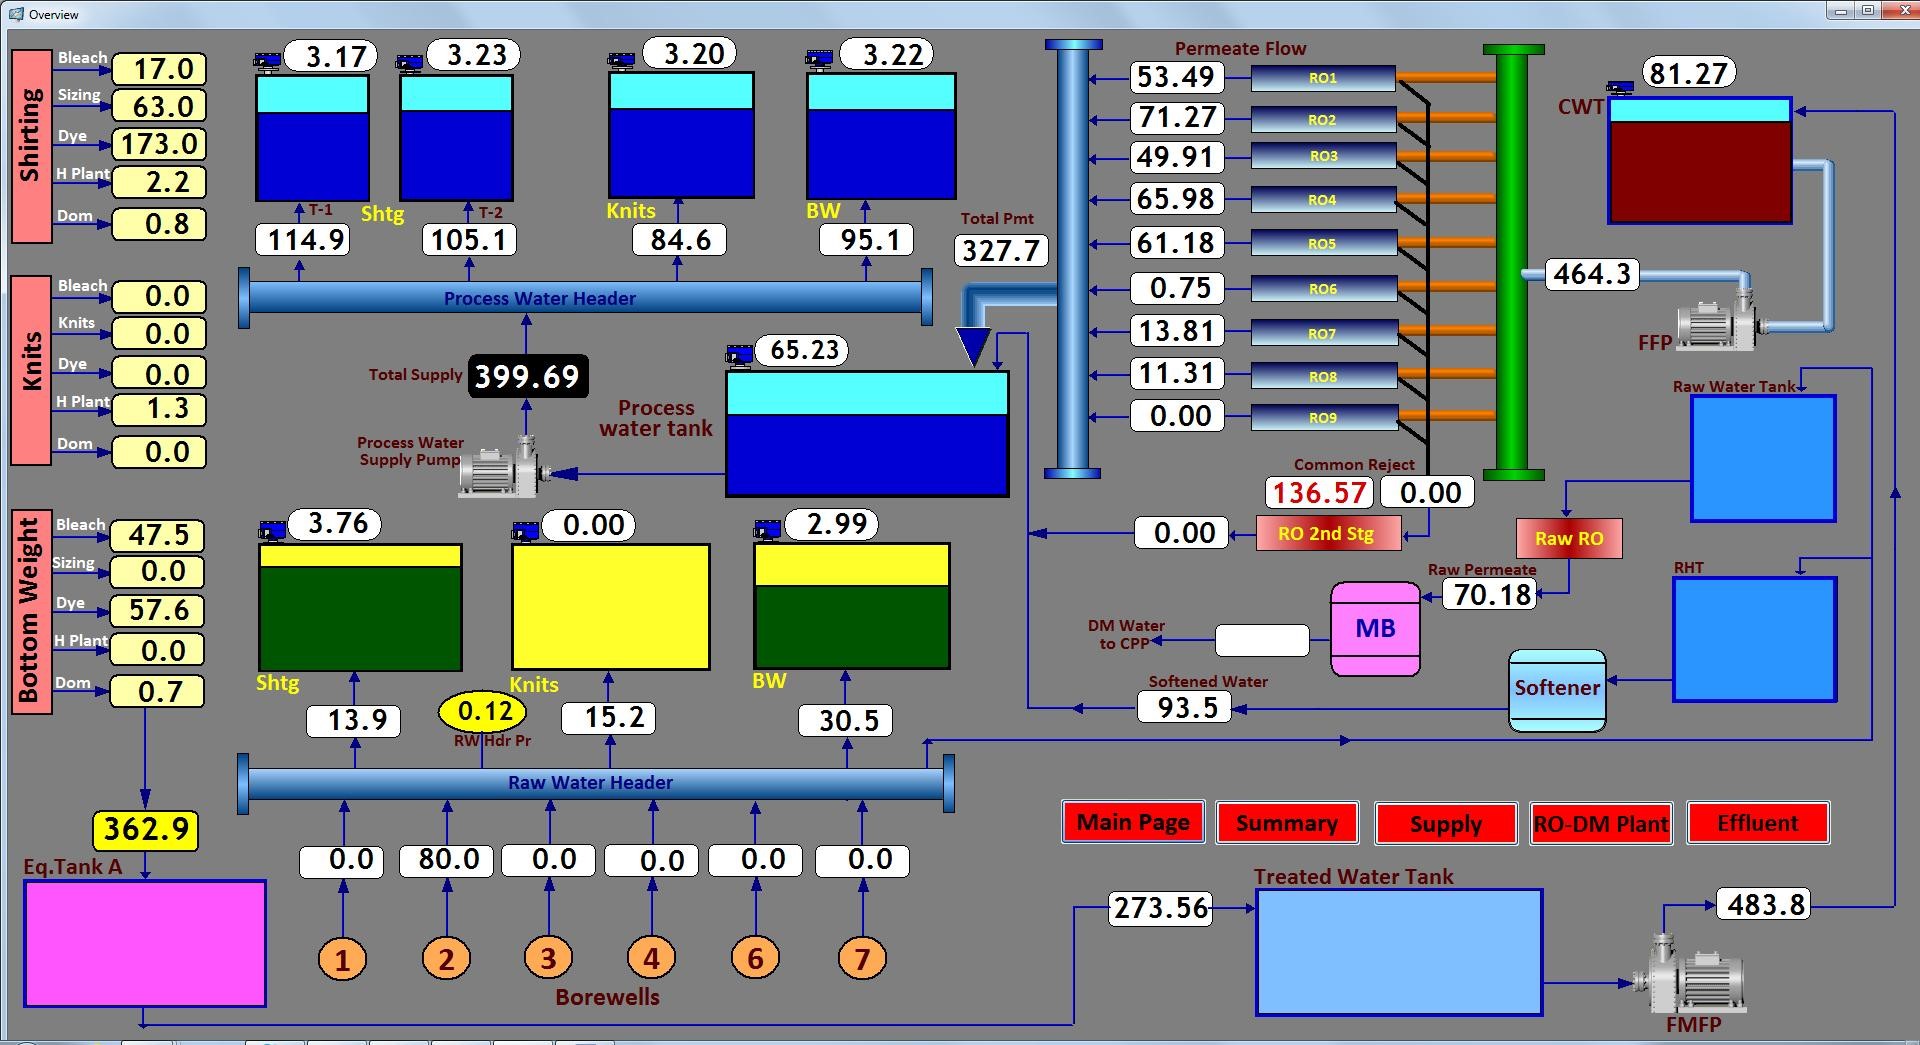 Overview
Shirting
Bleach 17.0
Sizing 63.0
Dye 173.0
H Plant 2.2
Dom 0.8
Knits
Bleach 0.0
Knits 0.0
Dye 0.0
H Plant 1.3
Dom 0.0
Bottom Weight
Bleach 47.5
Sizing 0.0
Dye 57.6
H Plant 0.0
Dom 0.7
362.9
Eq.Tank A
3.17
3.23
3.20
3.22
T-1
Shtg
T-2
Knits
BW
114.9
105.1
84.6
95.1
Process Water Header
Total Supply 399.69
Process Water
Supply Pump
65.23
Process
water tank
3.76
0.00
2.99
Shtg
Knits
BW
13.9
0.12
RW Hdr Pr
15.2
30.5
Raw Water Header
0.0
80.0
0.0
0.0
0.0
0.0
1
2
3
4
6
7
Borewells
Total Pmt
327.7
Permeate Flow
53.49 RO1
71.27 RO2
49.91 RO3
65.98 RO4
61.18 RO5
0.75 RO6
13.81 RO7
11.31 RO8
0.00 RO9
Common Reject
136.57 0.00
0.00 RO 2nd Stg
81.27
CWT
464.3
FFP
Raw Water Tank
Raw RO
RHT
Raw Permeate
70.18
MB
DM Water
to CPP
Softened Water
93.5
Softener
Main Page
Summary
Supply
RO-DM Plant
Effluent
273.56
Treated Water Tank
483.8
FMFP